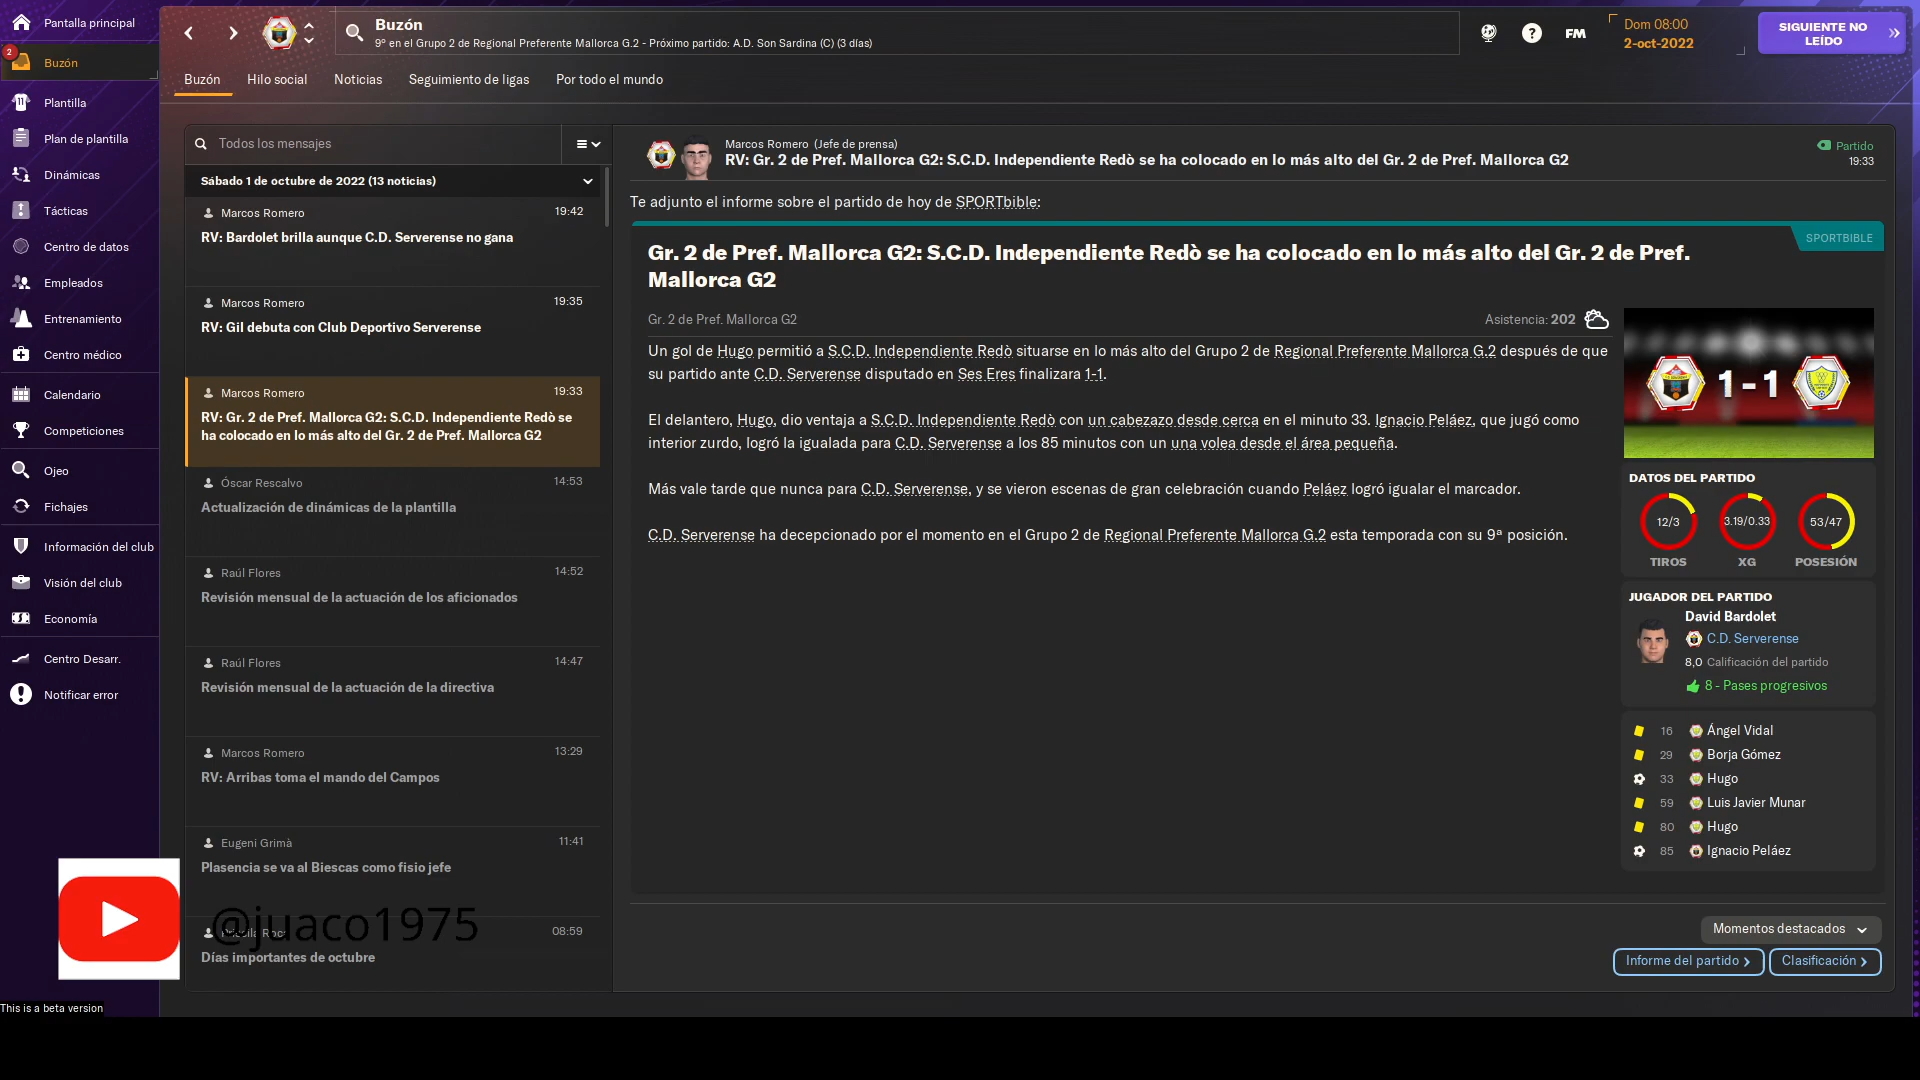 Pantalla principal
2
Buzón
Plantilla
Plan de plantilla
Dinámicas
Tácticas
Centro de datos
Empleados
Entrenamiento
Centro médico
Calendario
Competiciones
Ojeo
Fichajes
Información del club
Visión del club
Economía
Centro Desarr.
Notificar error
This is a beta version
Buzón
9º en el Grupo 2 de Regional Preferente Mallorca G.2 - Próximo partido: A.D. Son Sardina (C) (3 días)
?
FM
Dom 08:00
2-oct-2022
SIGUIENTE NO LEÍDO
Buzón
Hilo social
Noticias
Seguimiento de ligas
Por todo el mundo
Todos los mensajes
Sábado 1 de octubre de 2022 (13 noticias)
Marcos Romero 19:42
RV: Bardolet brilla aunque C.D. Serverense no gana
Marcos Romero 19:35
RV: Gil debuta con Club Deportivo Serverense
Marcos Romero 19:33
RV: Gr. 2 de Pref. Mallorca G2: S.C.D. Independiente Redò se
ha colocado en lo más alto del Gr. 2 de Pref. Mallorca G2
Óscar Rescalvo 14:53
Actualización de dinámicas de la plantilla
Raúl Flores 14:52
Revisión mensual de la actuación de los aficionados
Raúl Flores 14:47
Revisión mensual de la actuación de la directiva
Marcos Romero 13:29
RV: Arribas toma el mando del Campos
Eugeni Grimà 11:41
Plasencia se va al Biescas como fisio jefe
08:59
Días importantes de octubre
@juaco1975
Marcos Romero (Jefe de prensa)
RV: Gr. 2 de Pref. Mallorca G2: S.C.D. Independiente Redò se ha colocado en lo más alto del Gr. 2 de Pref. Mallorca G2
Partido
19:33
Te adjunto el informe sobre el partido de hoy de SPORTbible:
SPORTBIBLE
Gr. 2 de Pref. Mallorca G2: S.C.D. Independiente Redò se ha colocado en lo más alto del Gr. 2 de Pref.
Mallorca G2
Gr. 2 de Pref. Mallorca G2
Asistencia: 202
Un gol de Hugo permitió a S.C.D. Independiente Redò situarse en lo más alto del Grupo 2 de Regional Preferente Mallorca G.2 después de que
su partido ante C.D. Serverense disputado en Ses Eres finalizara 1-1.
El delantero, Hugo, dio ventaja a S.C.D. Independiente Redò con un cabezazo desde cerca en el minuto 33. Ignacio Peláez, que jugó como
interior zurdo, logró la igualada para C.D. Serverense a los 85 minutos con un una volea desde el área pequeña.
Más vale tarde que nunca para C.D. Serverense, y se vieron escenas de gran celebración cuando Peláez logró igualar el marcador.
C.D. Serverense ha decepcionado por el momento en el Grupo 2 de Regional Preferente Mallorca G.2 esta temporada con su 9ª posición.
1 - 1
DATOS DEL PARTIDO
12/3
3.19/0.33
53/47
TIROS
XG
POSESIÓN
JUGADOR DEL PARTIDO
David Bardolet
C.D. Serverense
8,0 Calificación del partido
8 - Pases progresivos
16 Ángel Vidal
29 Borja Gómez
33 Hugo
59 Luis Javier Munar
80 Hugo
85 Ignacio Peláez
Momentos destacados
Informe del partido
Clasificación